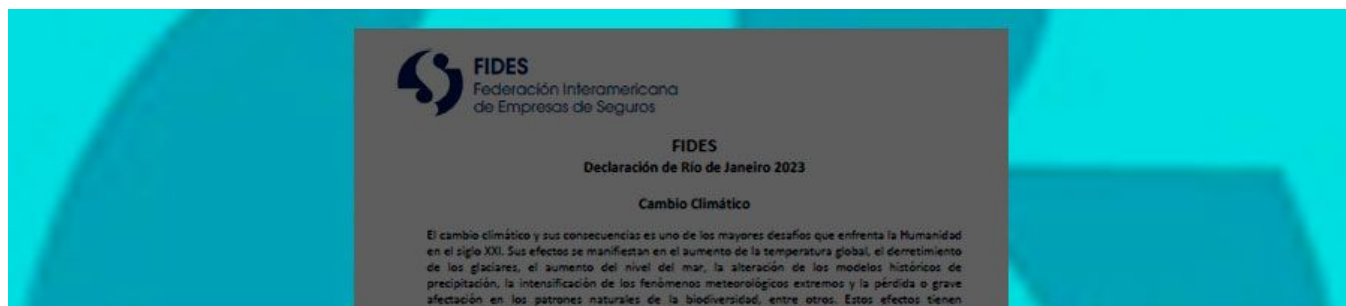 FIDES
Federación Interamericana
de Empresas de Seguros
FIDES
Declaración de Río de Janeiro 2023
Cambio Climático
El cambio climático y sus consecuencias es uno de los mayores desafíos que enfrenta la Humanidad
en el siglo XXI. Sus efectos se manifiestan en el aumento de la temperatura global, el derretimiento
de los glaciares, el aumento del nivel del mar, la alteración de los modelos históricos de
precipitación, la intensificación de los fenómenos meteorológicos extremos y la pérdida o grave
afectación en los patrones naturales de la biodiversidad, entre otros. Estos efectos tienen